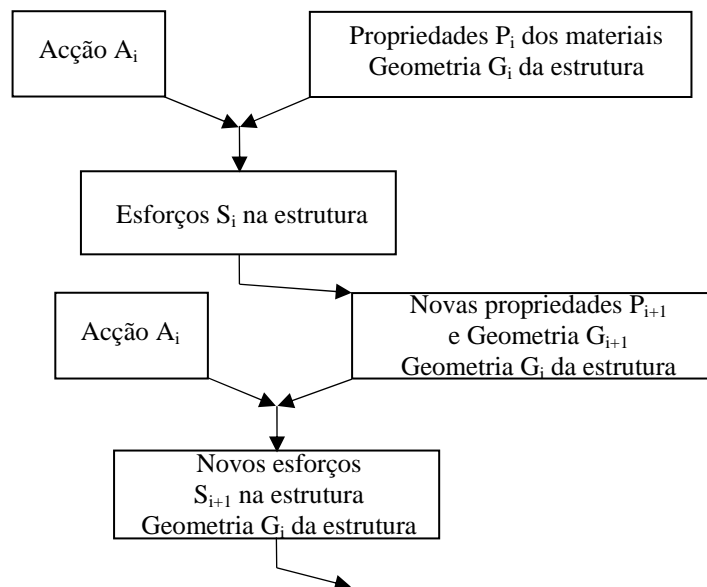 Acção Ai
Propriedades Pi dos materiais
Geometria Gi da estrutura
Esforços Si na estrutura
Acção Ai
Novas propriedades Pi+1
e Geometria Gi+1
Geometria Gi da estrutura
Novos esforços
Si+1 na estrutura
Geometria Gi da estrutura